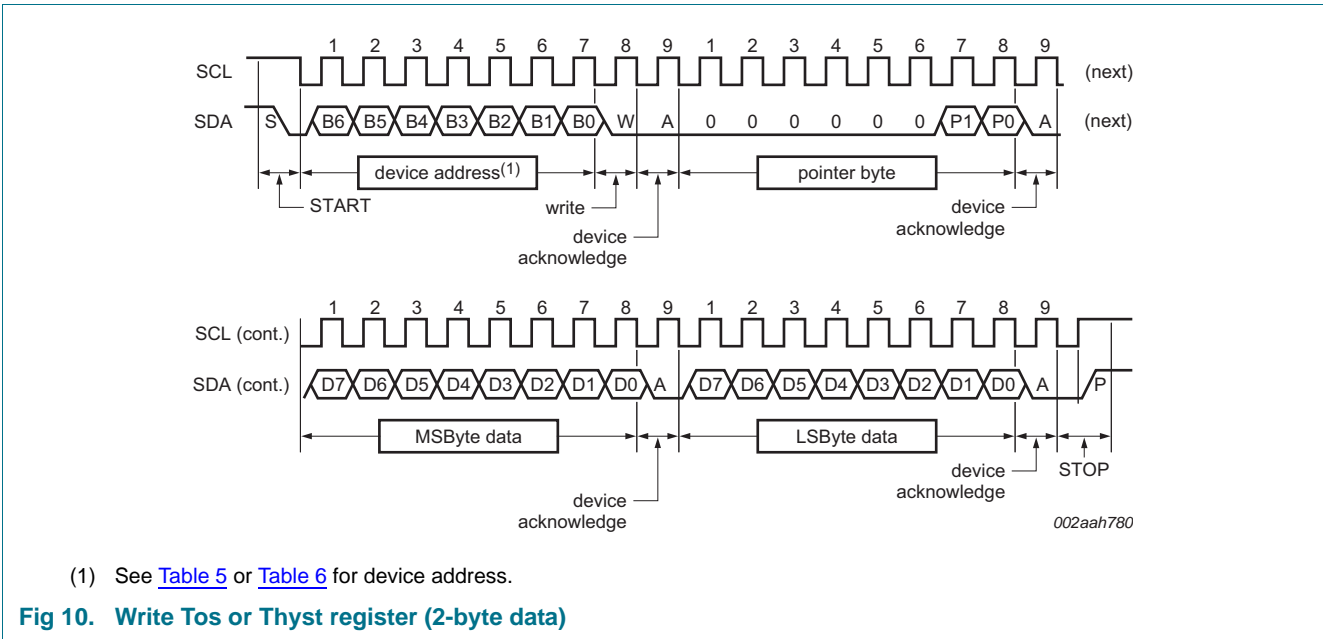 1 2 3 4 5 6 7 8 9 1 2 3 4 5 6 7 8 9
SCL (next)
SDA S B6 B5 B4 B3 B2 B1 B0 W A 0 0 0 0 0 0 P1 P0 A (next)
device address(1) pointer byte
START write device
device acknowledge
acknowledge
1 2 3 4 5 6 7 8 9 1 2 3 4 5 6 7 8 9
SCL (cont.)
SDA (cont.) D7 D6 D5 D4 D3 D2 D1 D0 A D7 D6 D5 D4 D3 D2 D1 D0 A P
MSByte data LSByte data
device STOP
acknowledge
device
acknowledge
002aah780
(1) See Table 5 or Table 6 for device address.
Fig 10. Write Tos or Thyst register (2-byte data)